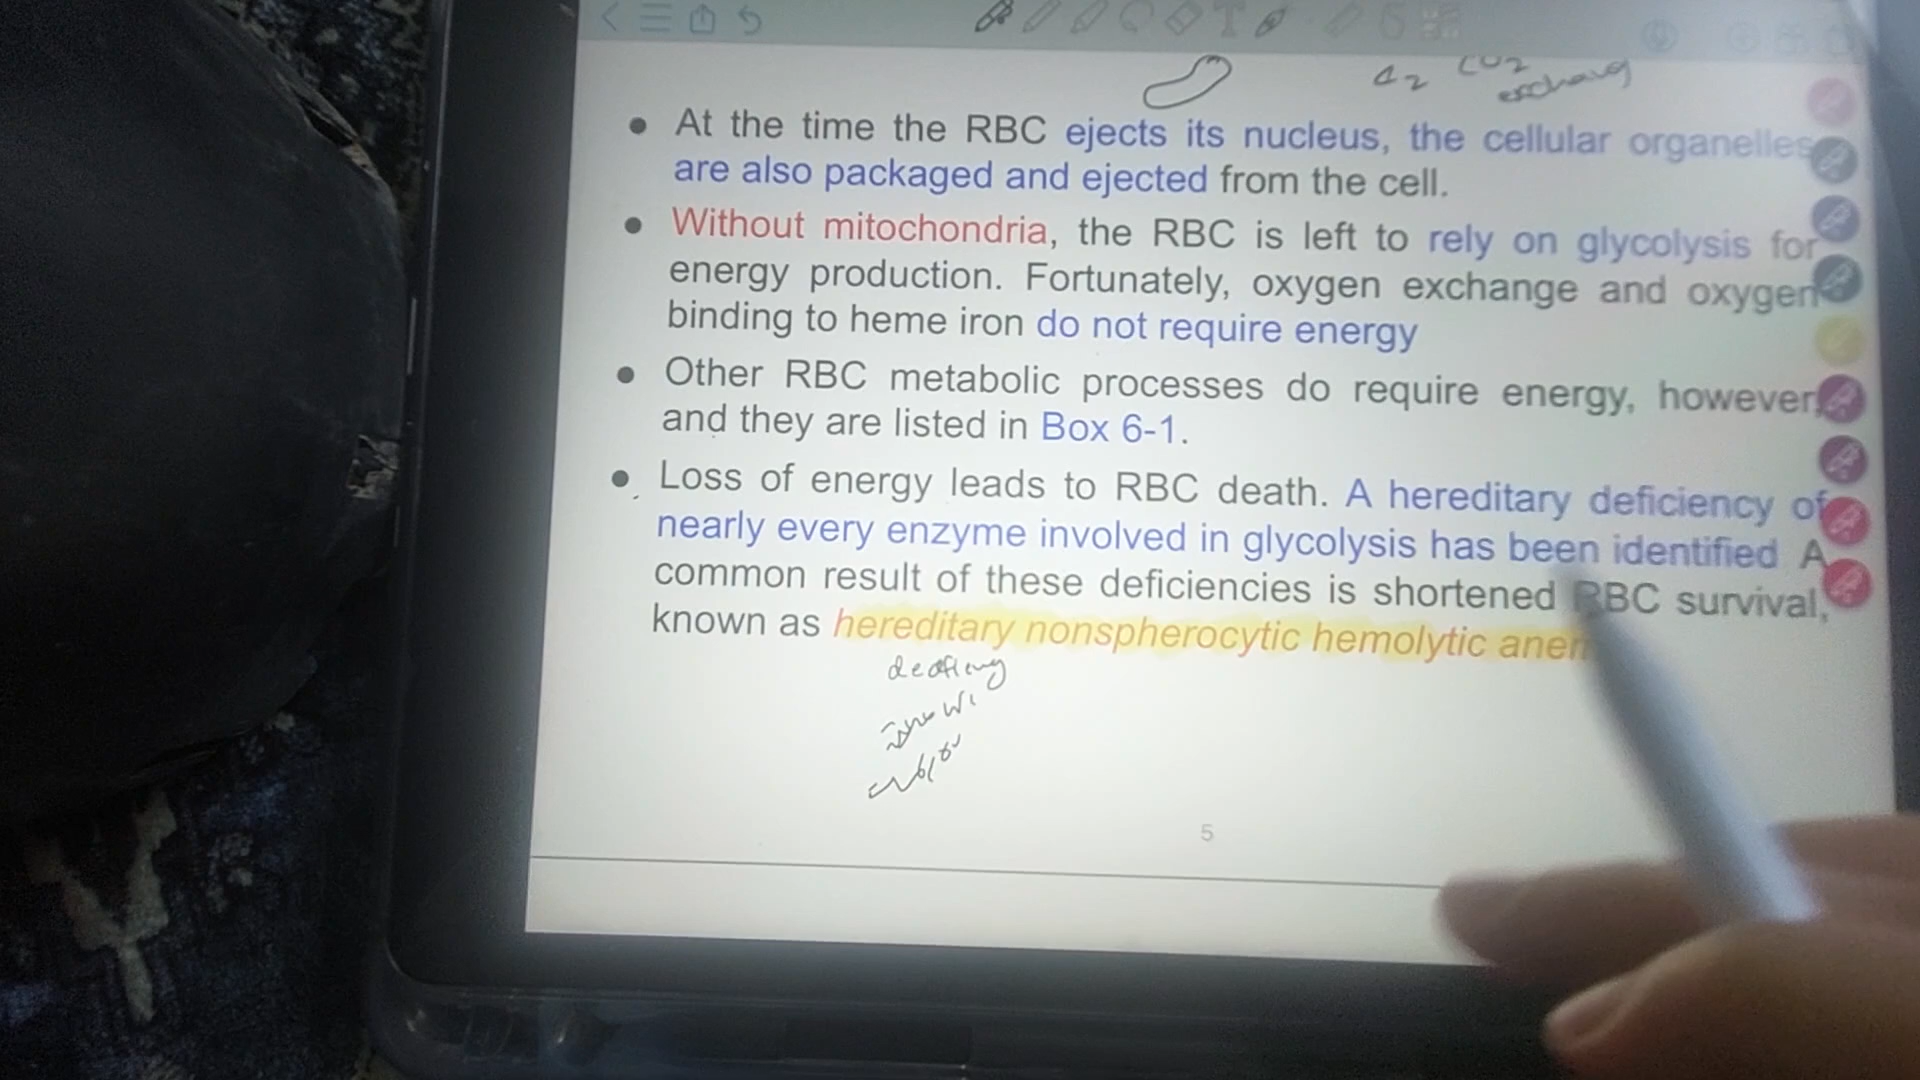 CO2
exchang
• At the time the RBC ejects its nucleus, the cellular organelles
are also packaged and ejected from the cell.
• Without mitochondria, the RBC is left to rely on glycolysis for
energy production. Fortunately, oxygen exchange and oxygen
binding to heme iron do not require energy
• Other RBC metabolic processes do require energy, however,
and they are listed in Box 6-1.
• Loss of energy leads to RBC death. A hereditary deficiency of
nearly every enzyme involved in glycolysis has been identified A
common result of these deficiencies is shortened RBC survival,
known as hereditary nonspherocytic hemolytic anem
5